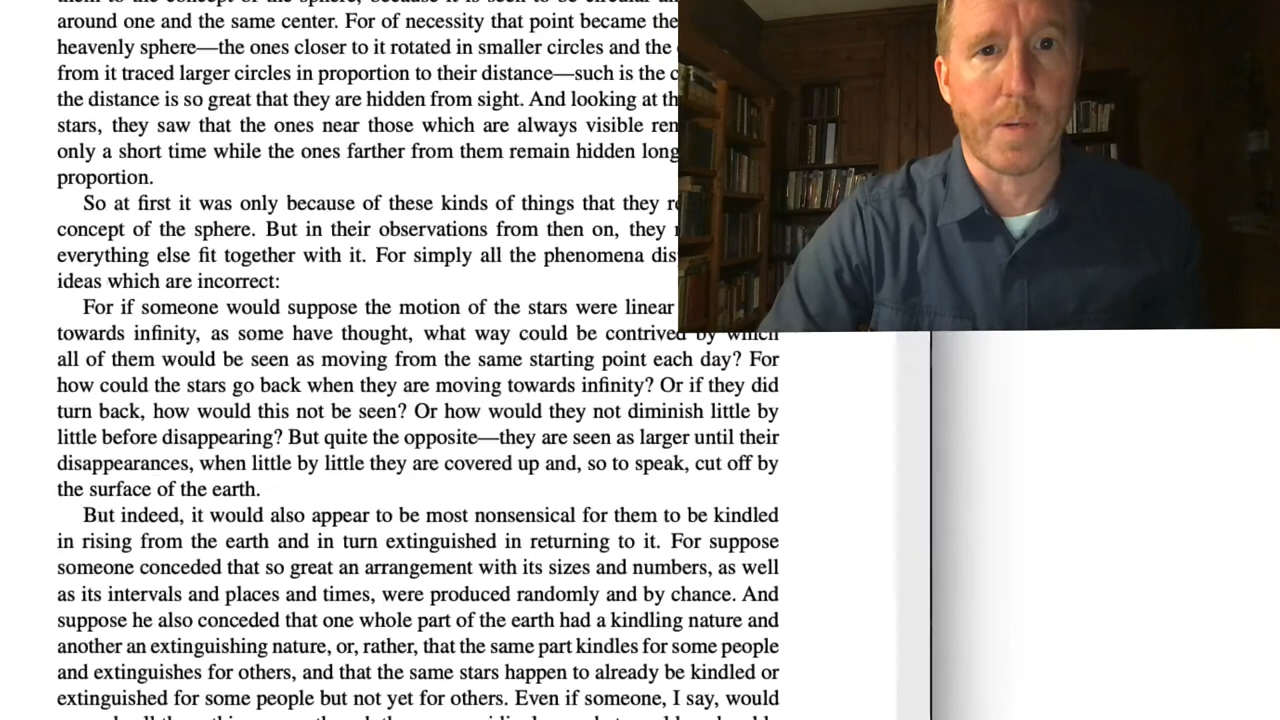 around one and the same center. For of necessity that point became the
heavenly sphere—the ones closer to it rotated in smaller circles and the
from it traced larger circles in proportion to their distance—such is the
the distance is so great that they are hidden from sight. And looking at
stars, they saw that the ones near those which are always visible
only a short time while the ones farther from them remain hidden
proportion.
So at first it was only because of these kinds of things that they
concept of the sphere. But in their observations from then on, they
everything else fit together with it. For simply all the phenomena
ideas which are incorrect:
For if someone would suppose the motion of the stars were linear
towards infinity, as some have thought, what way could be contrived by which
all of them would be seen as moving from the same starting point each day? For
how could the stars go back when they are moving towards infinity? Or if they did
turn back, how would this not be seen? Or how would they not diminish little by
little before disappearing? But quite the opposite—they are seen as larger until their
disappearances, when little by little they are covered up and, so to speak, cut off by
the surface of the earth.
But indeed, it would also appear to be most nonsensical for them to be kindled
in rising from the earth and in turn extinguished in returning to it. For suppose
someone conceded that so great an arrangement with its sizes and numbers, as well
as its intervals and places and times, were produced randomly and by chance. And
suppose he also conceded that one whole part of the earth had a kindling nature and
another an extinguishing nature, or, rather, that the same part kindles for some people
and extinguishes for others, and that the same stars happen to already be kindled or
extinguished for some people but not yet for others. Even if someone, I say, would